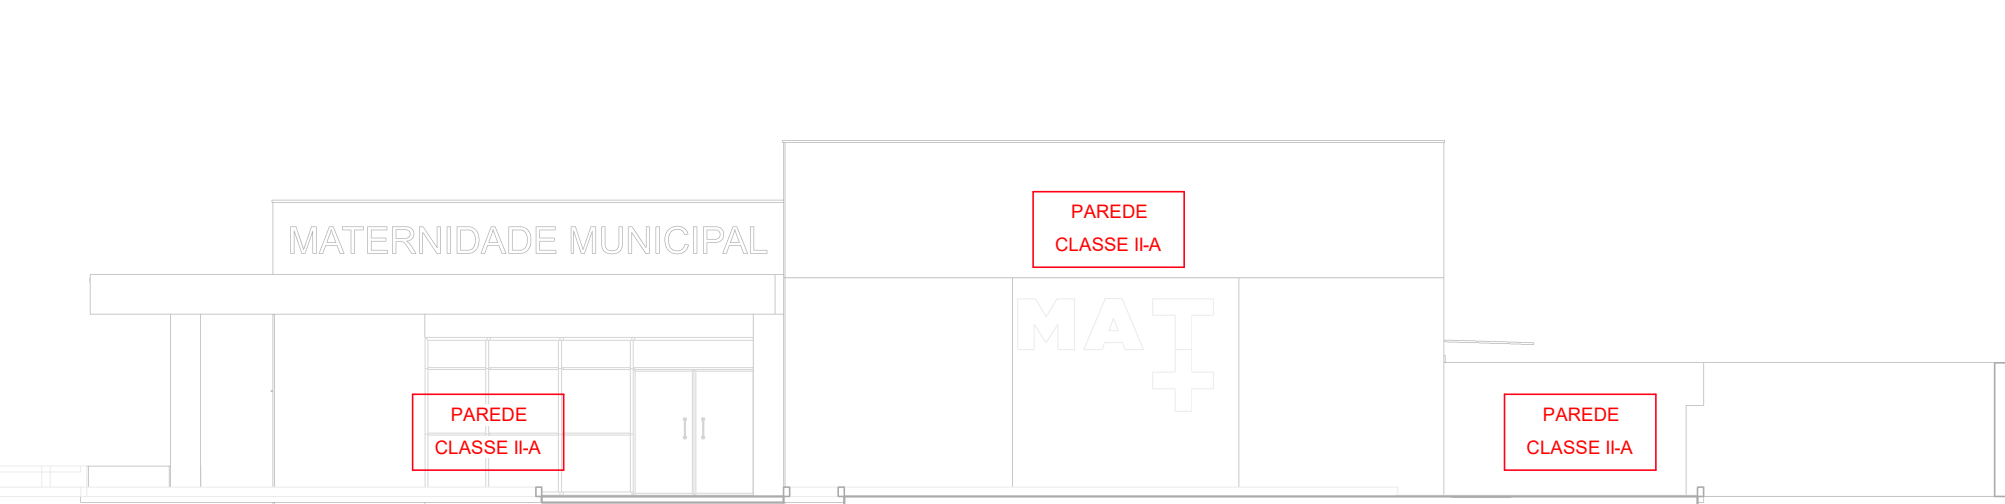 MATERNIDADE MUNICIPAL
PAREDE
CLASSE II-A
MAT
PAREDE
CLASSE II-A
PAREDE
CLASSE II-A